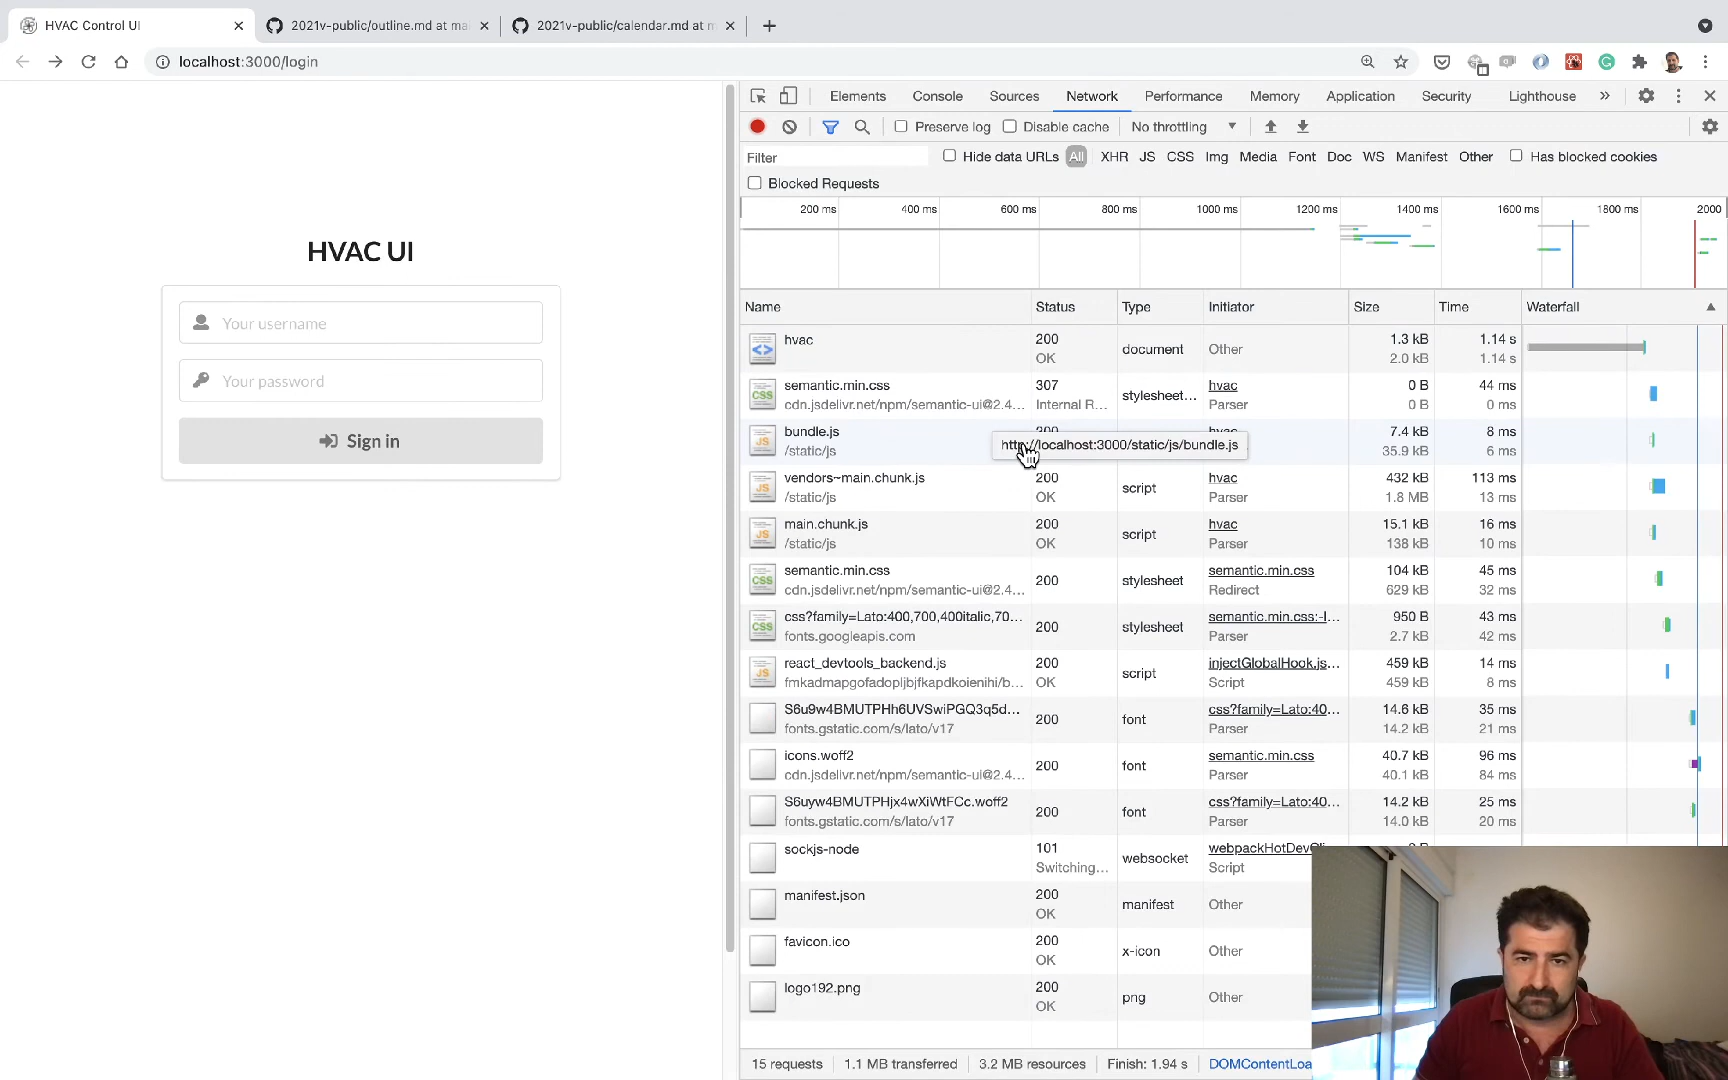 HVAC Control UI
2021v-public/outline.md at ma
2021v-public/calendar.md at m
localhost:3000/login
HVAC UI
Your username
Your password
Sign in
Elements Console Sources Network Performance Memory Application Security Lighthouse
Preserve log Disable cache No throttling
Filter Hide data URLs All XHR JS CSS Img Media Font Doc WS Manifest Other Has blocked cookies
Blocked Requests
200 ms 400 ms 600 ms 800 ms 1000 ms 1200 ms 1400 ms 1600 ms 1800 ms 2000
Name Status Type Initiator Size Time Waterfall
hvac 200 document Other 1.3 kB 1.14 s
OK 2.0 kB 1.14 s
semantic.min.css 307 stylesheet... hvac 0 B 44 ms
cdn.jsdelivr.net/npm/semantic-ui@2.4... Internal R... Parser 0 B 0 ms
bundle.js 200 hvac 7.4 kB 8 ms
/static/js http://localhost:3000/static/js/bundle.js 35.9 kB 6 ms
vendors~main.chunk.js 200 script hvac 432 kB 113 ms
/static/js OK Parser 1.8 MB 13 ms
main.chunk.js 200 script hvac 15.1 kB 16 ms
/static/js OK Parser 138 kB 10 ms
semantic.min.css 200 stylesheet semantic.min.css 104 kB 45 ms
cdn.jsdelivr.net/npm/semantic-ui@2.4... Redirect 629 kB 32 ms
css?family=Lato:400,700,400italic,70... 200 stylesheet semantic.min.css:-I... 950 B 43 ms
fonts.googleapis.com Parser 2.7 kB 42 ms
react_devtools_backend.js 200 script injectGlobalHook.js... 459 kB 14 ms
fmkadmapgofadopljbjfkapdkoienihi/b... OK Script 459 kB 8 ms
S6u9w4BMUTPHh6UVSwiPGQ3q5d... 200 font css?family=Lato:40... 14.6 kB 35 ms
fonts.gstatic.com/s/lato/v17 Parser 14.2 kB 21 ms
icons.woff2 200 font semantic.min.css 40.7 kB 96 ms
cdn.jsdelivr.net/npm/semantic-ui@2.4... Parser 40.1 kB 84 ms
S6uyw4BMUTPHjx4wXiWtFCc.woff2 200 font css?family=Lato:40... 14.2 kB 25 ms
fonts.gstatic.com/s/lato/v17 Parser 14.0 kB 20 ms
sockjs-node 101 websocket webpackHotDevCli
Switching... Script
manifest.json 200 manifest Other
OK
favicon.ico 200 x-icon Other
OK
logo192.png 200 png Other
OK
15 requests 1.1 MB transferred 3.2 MB resources Finish: 1.94 s DOMContentLoa